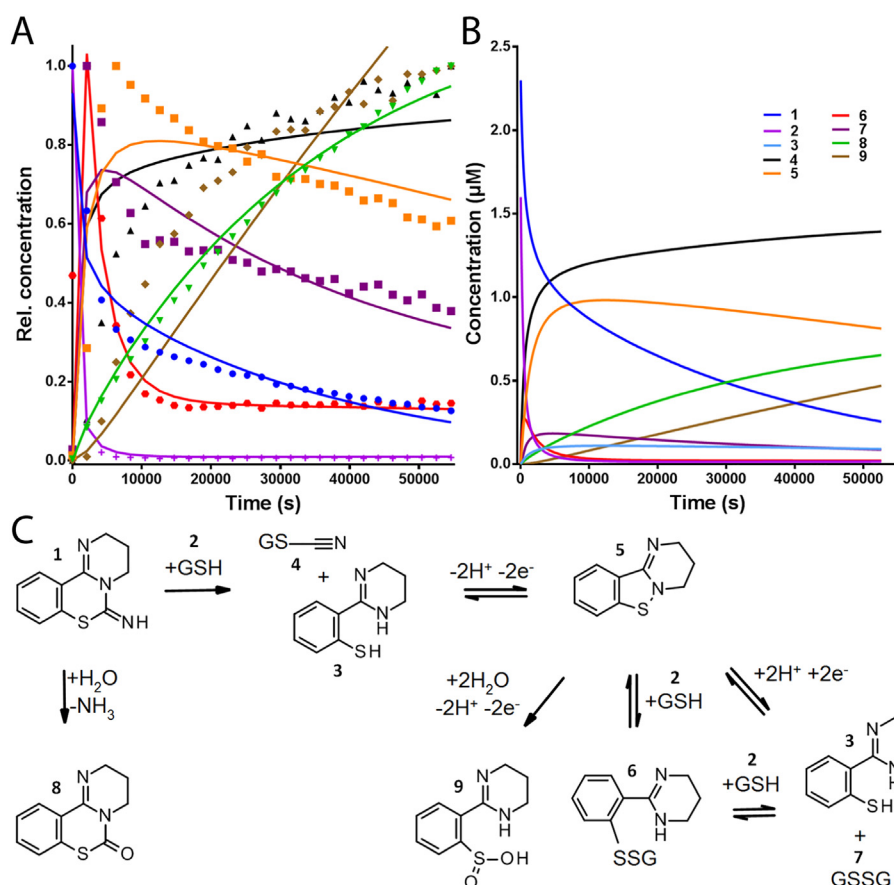 A
B
1.0
0.8
0.6
0.4
0.2
0.0
Rel. concentration
0
10000
20000
30000
40000
50000
Time (s)
2.5
2.0
1.5
1.0
0.5
0.0
Concentration (µM)
0
10000
20000
30000
40000
50000
Time (s)
1
2
3
4
5
6
7
8
9
C
1
N
N
S
NH
2
+GSH
GS
N
4
+
N
N
H
SH
3
-2H⁺ -2e⁻
5
N
N
S
+H₂O
-NH₃
8
N
N
S
O
+2H₂O
-2H⁺ -2e⁻
2
+GSH
+2H⁺ +2e⁻
9
N
N
H
S
OH
O
6
N
N
H
SSG
2
+GSH
3
N
N
H
SH
+
7
GSSG